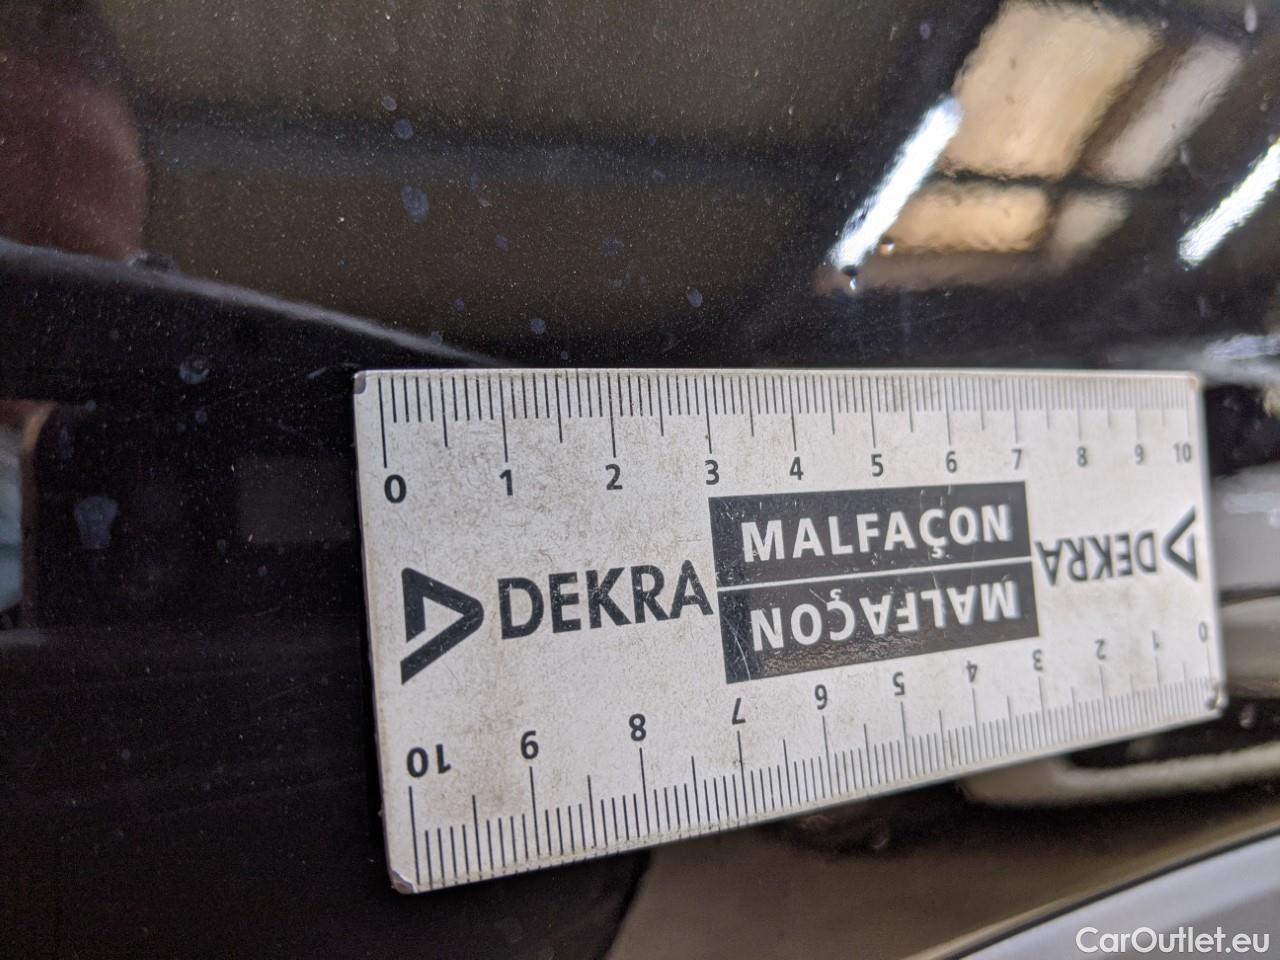 0 1 2 3 4 5 6 7 8 9 10
MALFAÇON
DEKRA
DEKRA
MALFAÇON
10 9 8 7 6 5 4 3 2 1 0
CarOutlet.eu